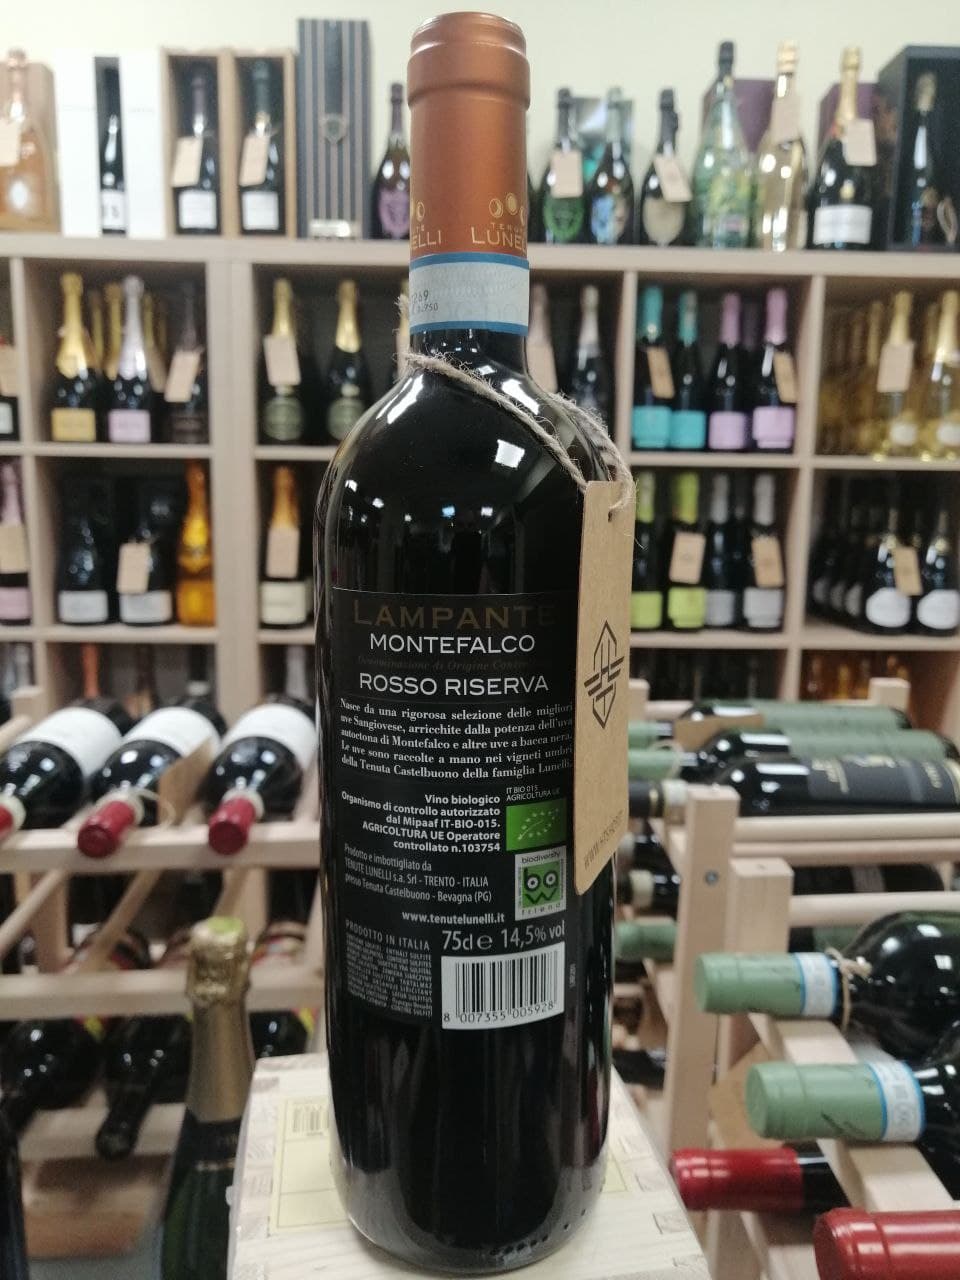 TENUTE
LUNELLI
LAMPANTE
MONTEFALCO
ROSSO RISERVA
Nasce da una rigorosa selezione delle migliori
uve Sangiovese, arricchite dalla potenza dell'uva
autoctona di Montefalco e altre uve a bacca nera.
Le uve sono raccolte a mano nei vigneti umbri
della Tenuta Castelbuono della famiglia Lunelli.
Vino biologico
Organismo di controllo autorizzato
dal Mipaaf IT-BIO-015.
AGRICOLTURA UE Operatore
controllato n.103754
IT BIO 015
AGRICOLTURA UE
biodiversity
friend
Prodotto e imbottigliato da
TENUTE LUNELLI s.a. Srl - TRENTO - ITALIA
presso Tenuta Castelbuono - Bevagna (PG)
www.tenutelunelli.it
PRODOTTO IN ITALIA
75cl e 14,5% vol
8 007355 005928